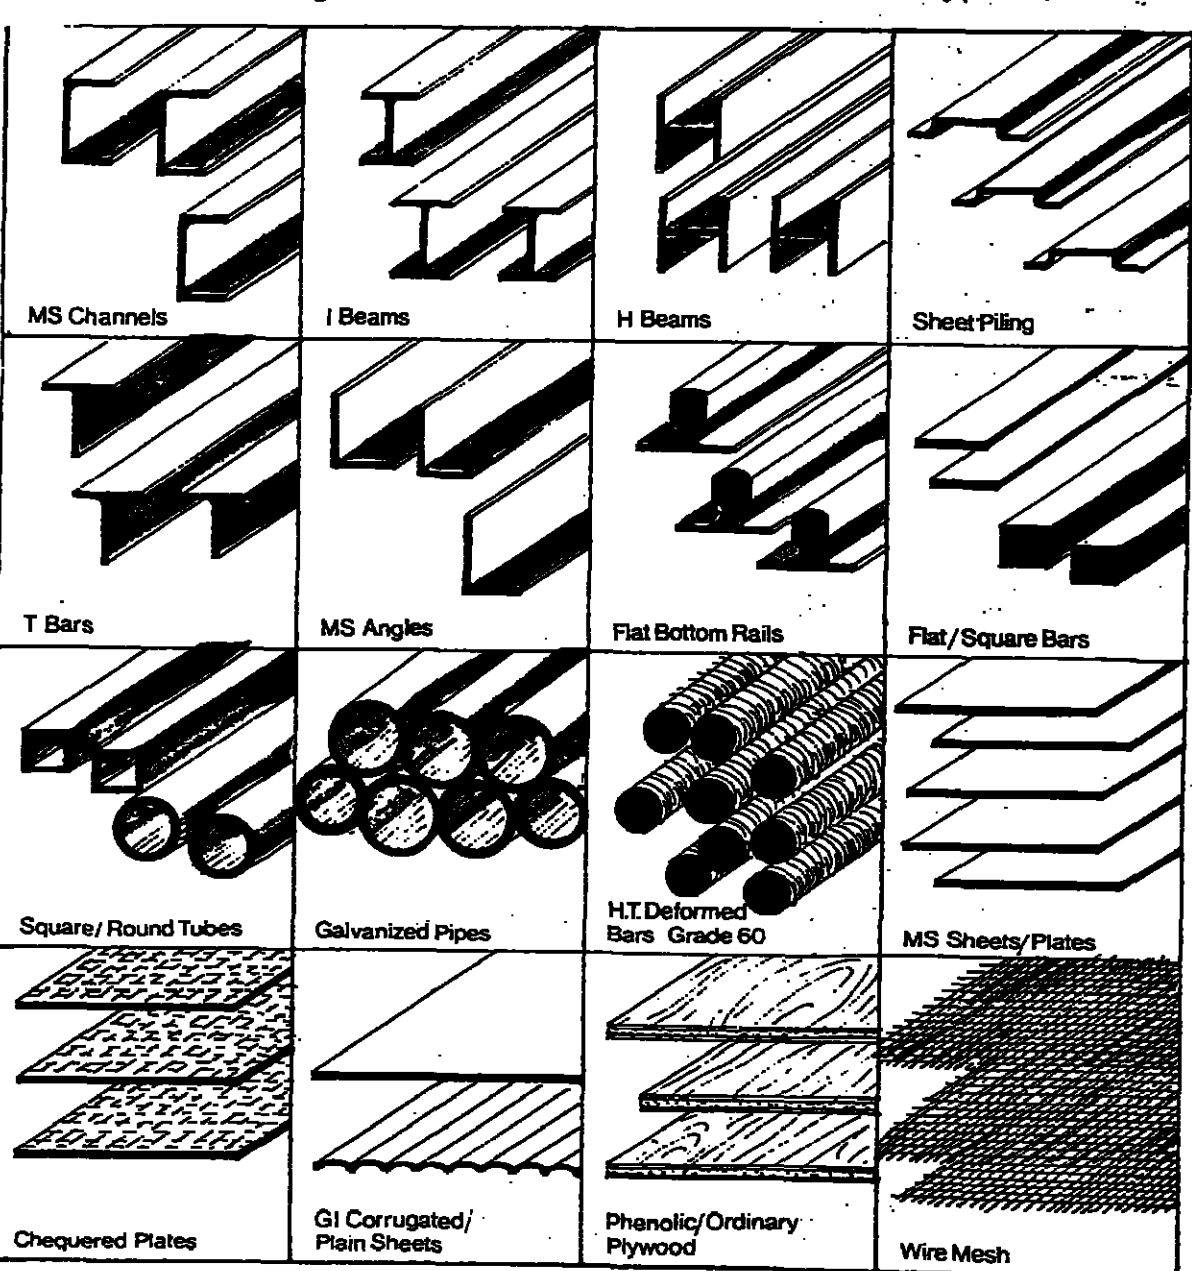 MS Channels
I Beams
H Beams
Sheet Piling
T Bars
MS Angles
Flat Bottom Rails
Flat/Square Bars
Square/Round Tubes
Galvanized Pipes
H.T. Deformed
Bars Grade 60
MS Sheets/Plates
Chequered Plates
GI Corrugated/
Plain Sheets
Phenolic/Ordinary
Plywood
Wire Mesh